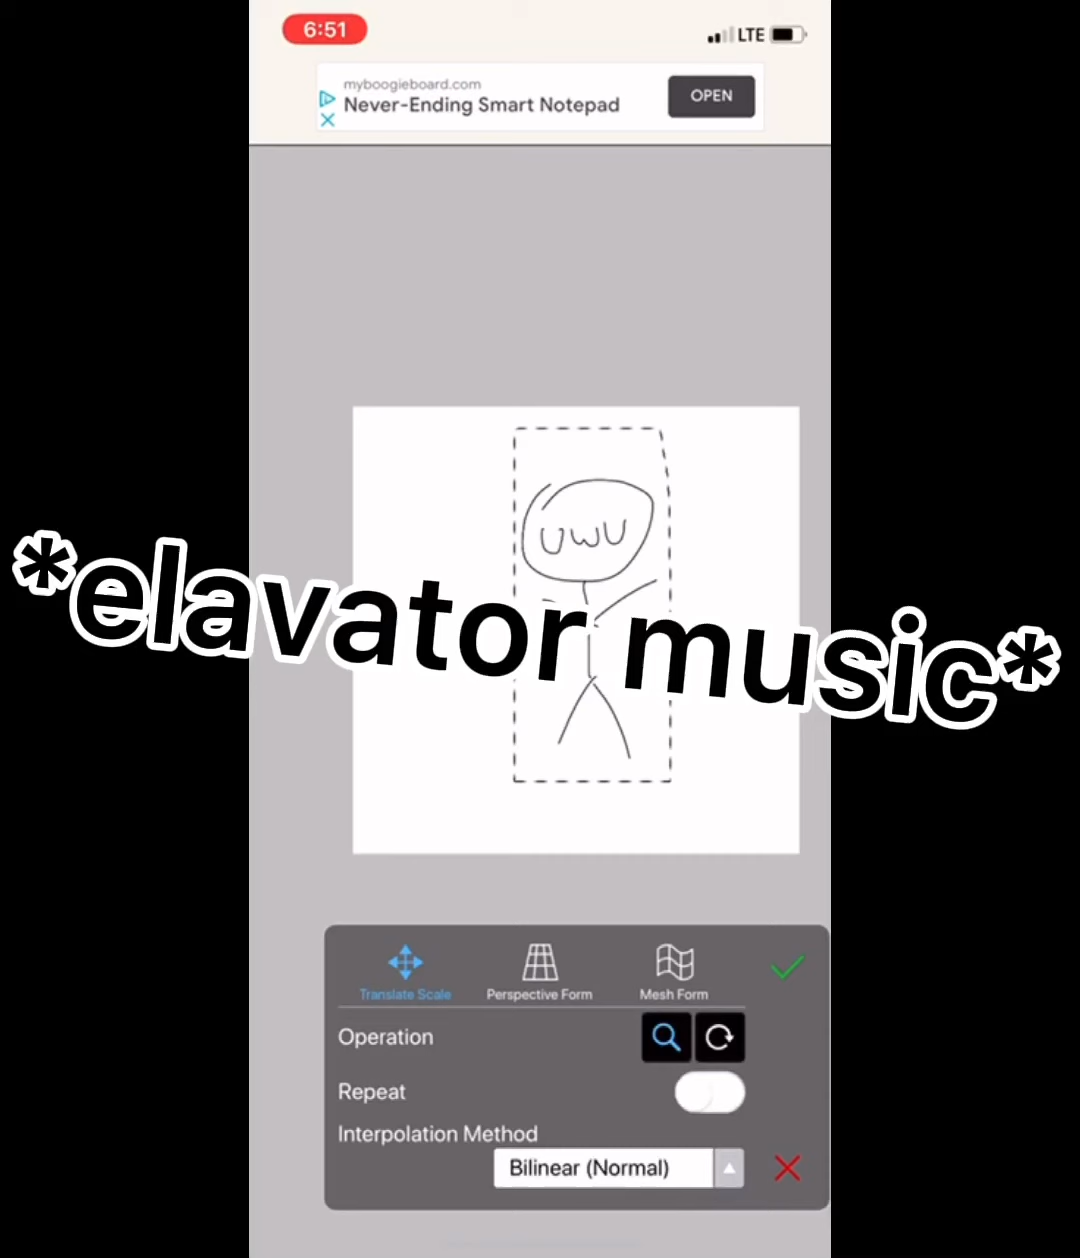 6:51
LTE
myboogieboard.com
Never-Ending Smart Notepad
OPEN
UWU
*elavator music*
Translate Scale
Perspective Form
Mesh Form
Operation
Repeat
Interpolation Method
Bilinear (Normal)